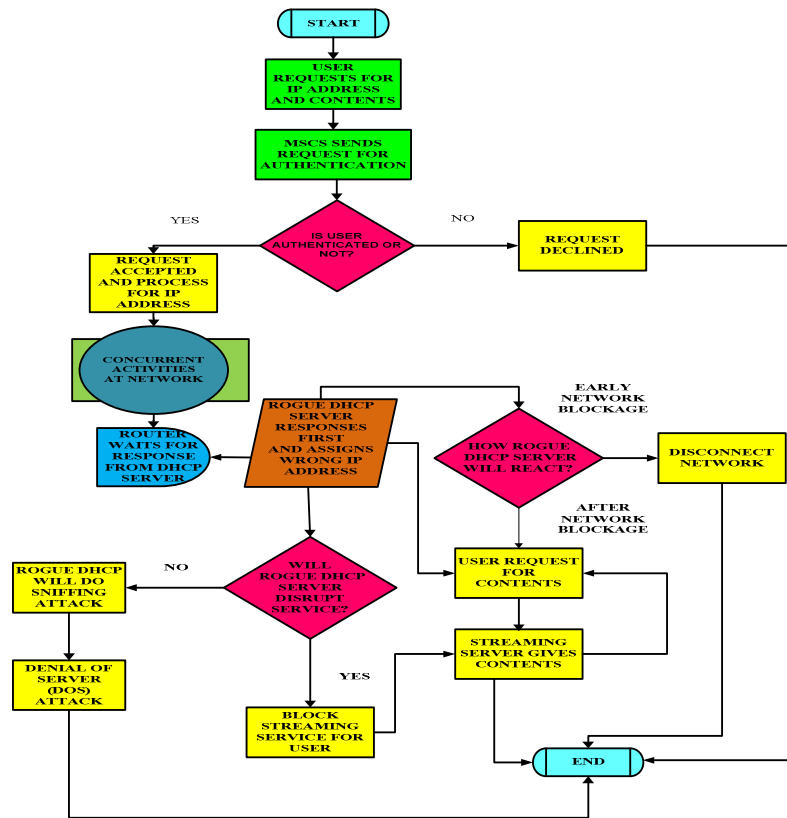 START
USER
REQUESTS FOR
IP ADDRESS
AND CONTENTS
MSCS SENDS
REQUEST FOR
AUTHENTICATION
YES
IS USER
AUTHENTICATED OR
NOT?
NO
REQUEST
DECLINED
REQUEST
ACCEPTED
AND PROCESS
FOR IP
ADDRESS
CONCURRENT
ACTIVITIES
AT NETWORK
ROUTER
WAITS FOR
RESPONSE
FROM DHCP
SERVER
ROGUE DHCP
SERVER
RESPONSES
FIRST
AND ASSIGNS
WRONG IP
ADDRESS
EARLY
NETWORK
BLOCKAGE
HOW ROGUE
DHCP SERVER
WILL REACT?
DISCONNECT
NETWORK
AFTER
NETWORK
BLOCKAGE
USER REQUEST
FOR
CONTENTS
STREAMING
SERVER GIVES
CONTENTS
WILL
ROGUE DHCP
SERVER
DISRUPT
SERVICE?
NO
ROGUE DHCP
WILL DO
SNIFFING
ATTACK
DENIAL OF
SERVER
(DOS)
ATTACK
YES
BLOCK
STREAMING
SERVICE FOR
USER
END